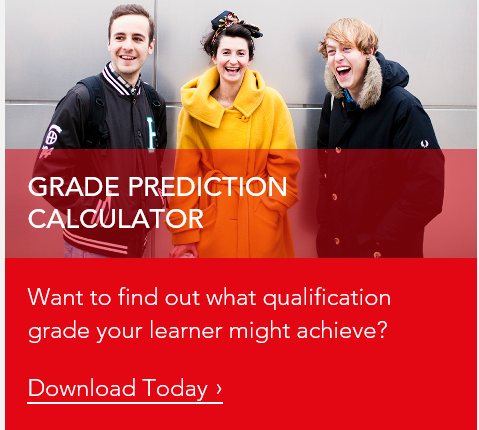 GRADE PREDICTION
CALCULATOR
Want to find out what qualification
grade your learner might achieve?
Download Today ›